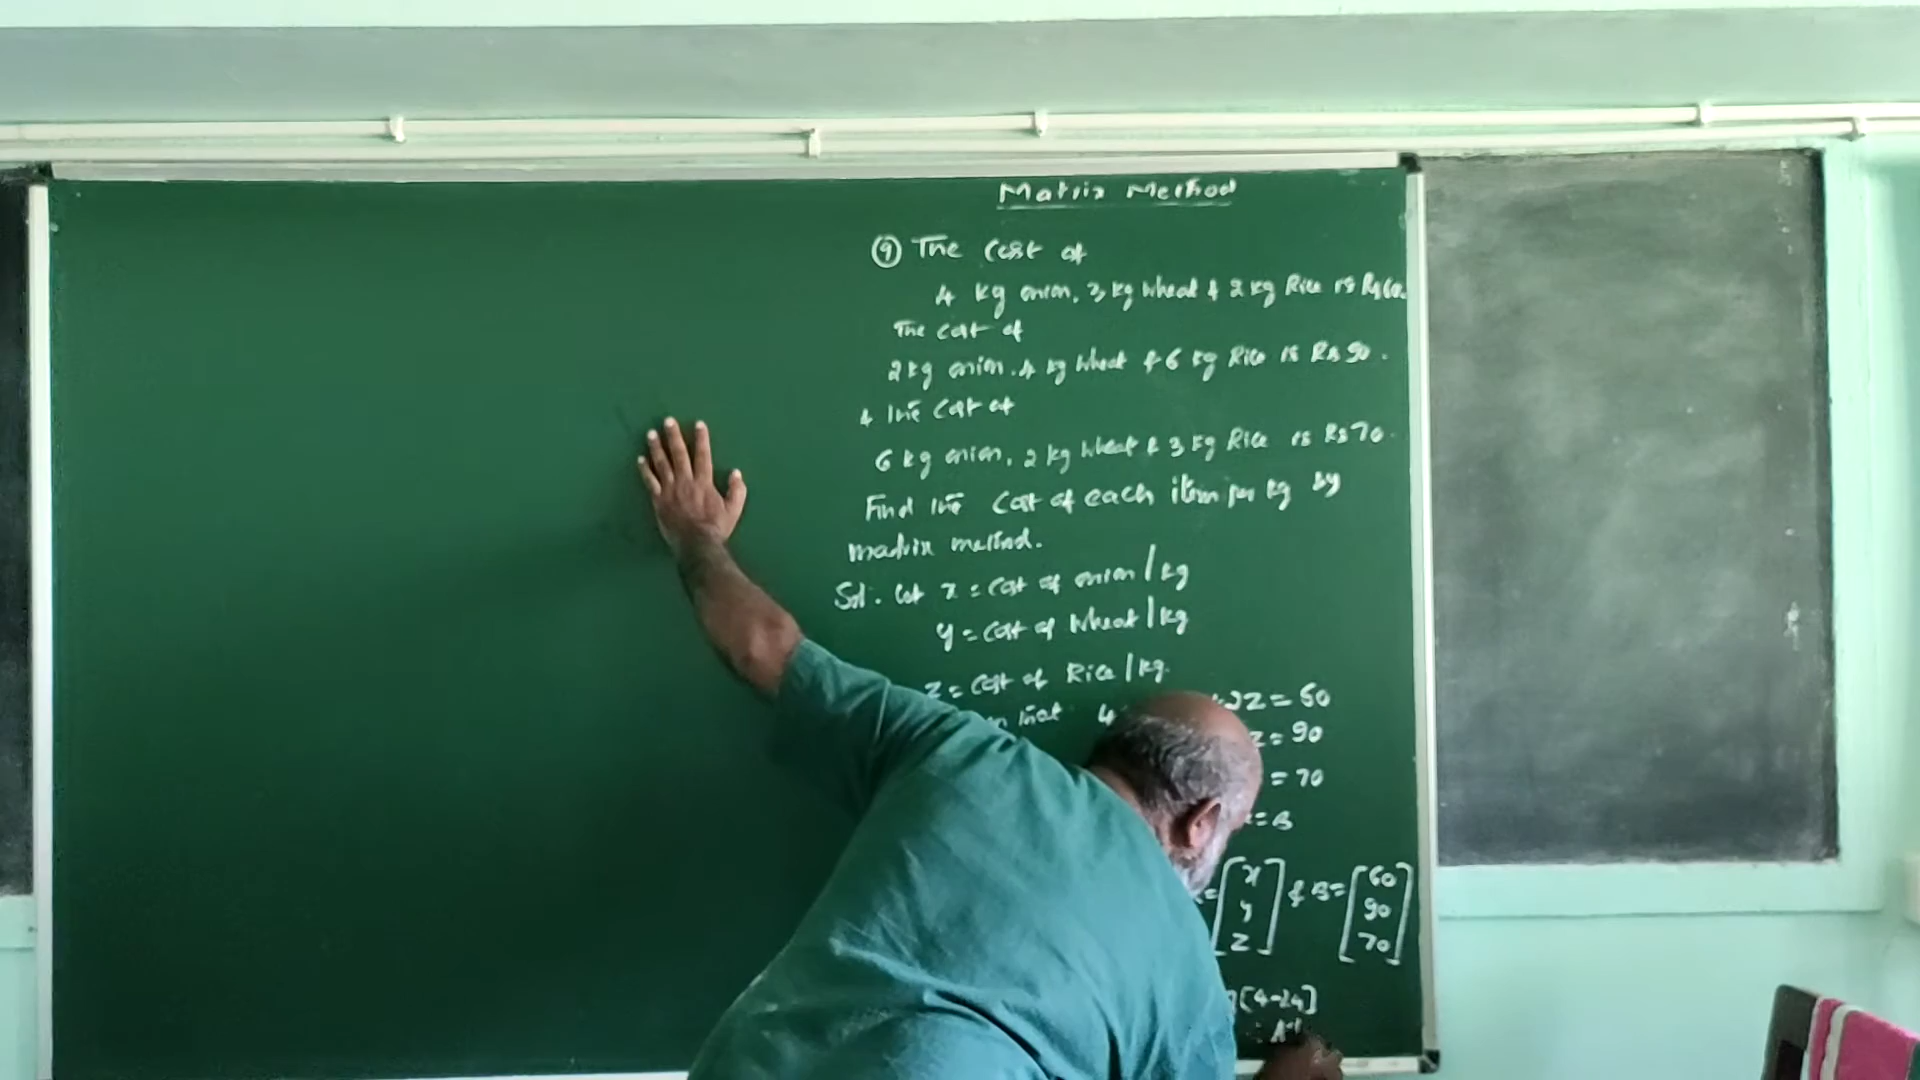 Matrix Method
⑨ The cost of
4 kg onion, 3 kg wheat & 2 kg Rice is Rs 60.
The cost of
2 kg onion, 4 kg wheat & 6 kg Rice is Rs 90.
& the cost of
6 kg onion, 2 kg wheat & 3 kg Rice is Rs 70.
Find the cost of each item per kg by
matrix method.
Sol: Let x = cost of onion/kg
y = cost of wheat/kg
z = cost of Rice/kg.
that 4 2z = 60
z = 90
= 70
= B
= [x y z] & B = [60 90 70]
[4-24]
A⁻¹